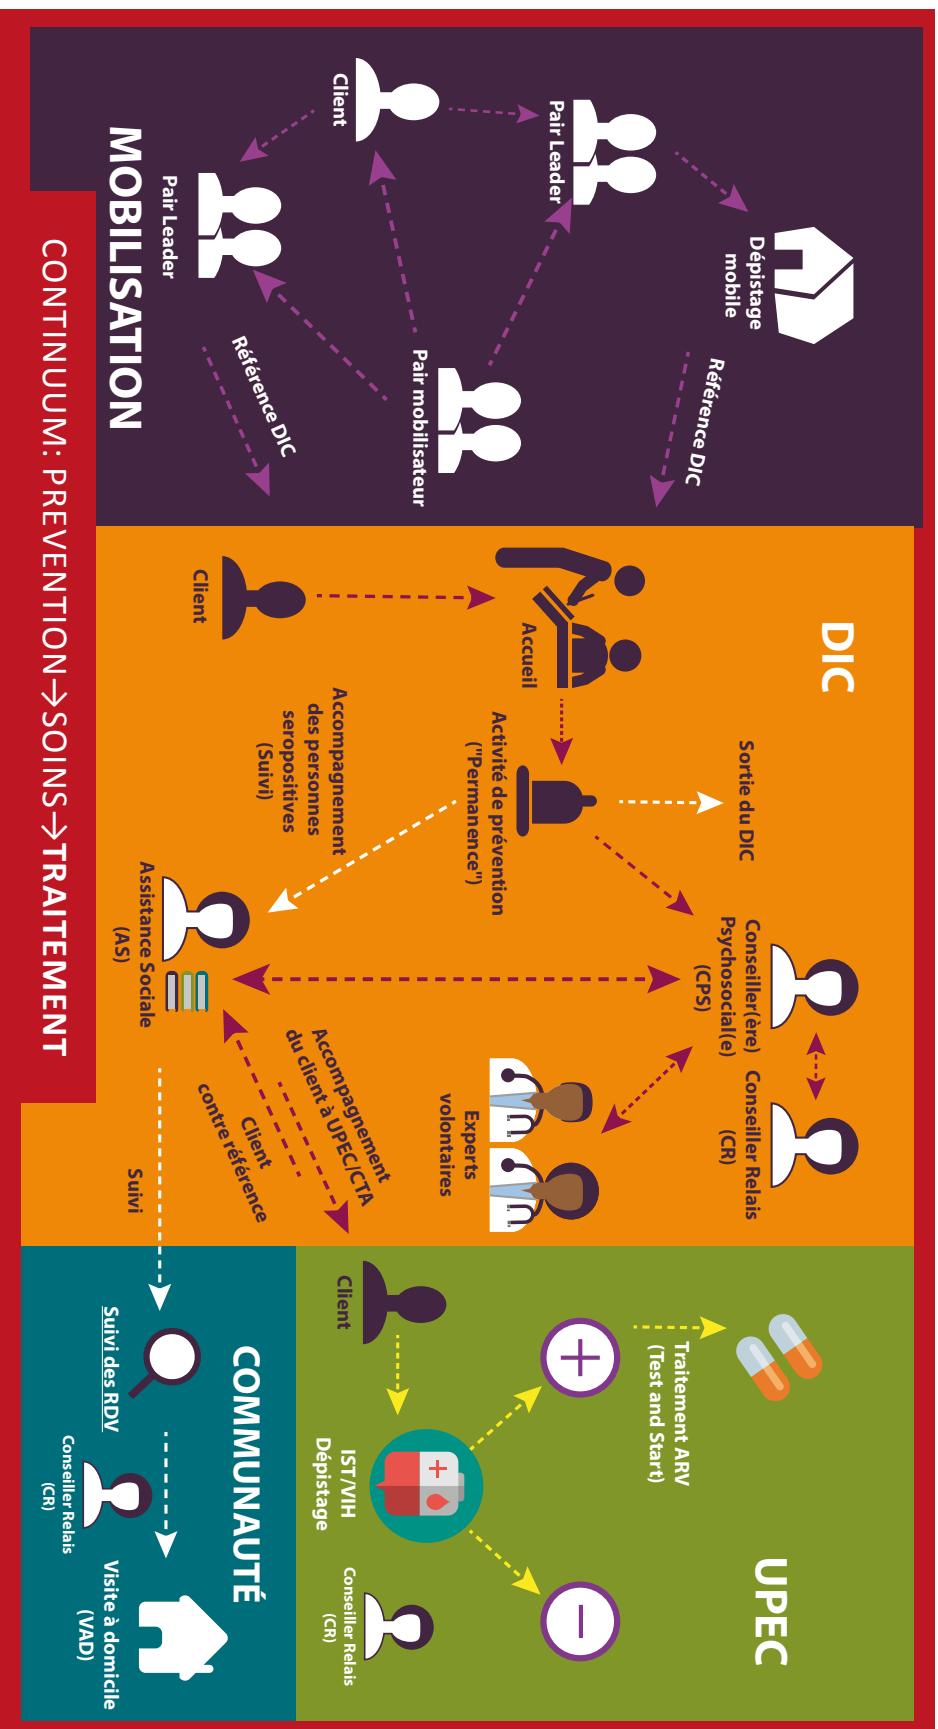 CONTINUUM: PREVENTION→SOINS→TRAITEMENT
MOBILISATION
Client
Pair Leader
Pair Leader
Dépistage
mobile
Pair mobilisateur
Référence DIC
Référence DIC
DIC
Client
Accueil
Activité de prévention
("Permanence")
Sortie du DIC
Accompagnement
des personnes
seropositives
(Suivi)
Assistance Sociale
(AS)
Conseiller(ère)
Psychosocial(e)
(CPS)
Conseiller Relais
(CR)
Experts
volontaires
Accompagnement
du client à UPEC/CTA
Client
contre référence
Suivi
UPEC
Client
IST/VIH
Dépistage
Traitement ARV
(Test and Start)
Conseiller Relais
(CR)
COMMUNAUTÉ
Suivi des RDV
Conseiller Relais
(CR)
Visite à domicile
(VAD)